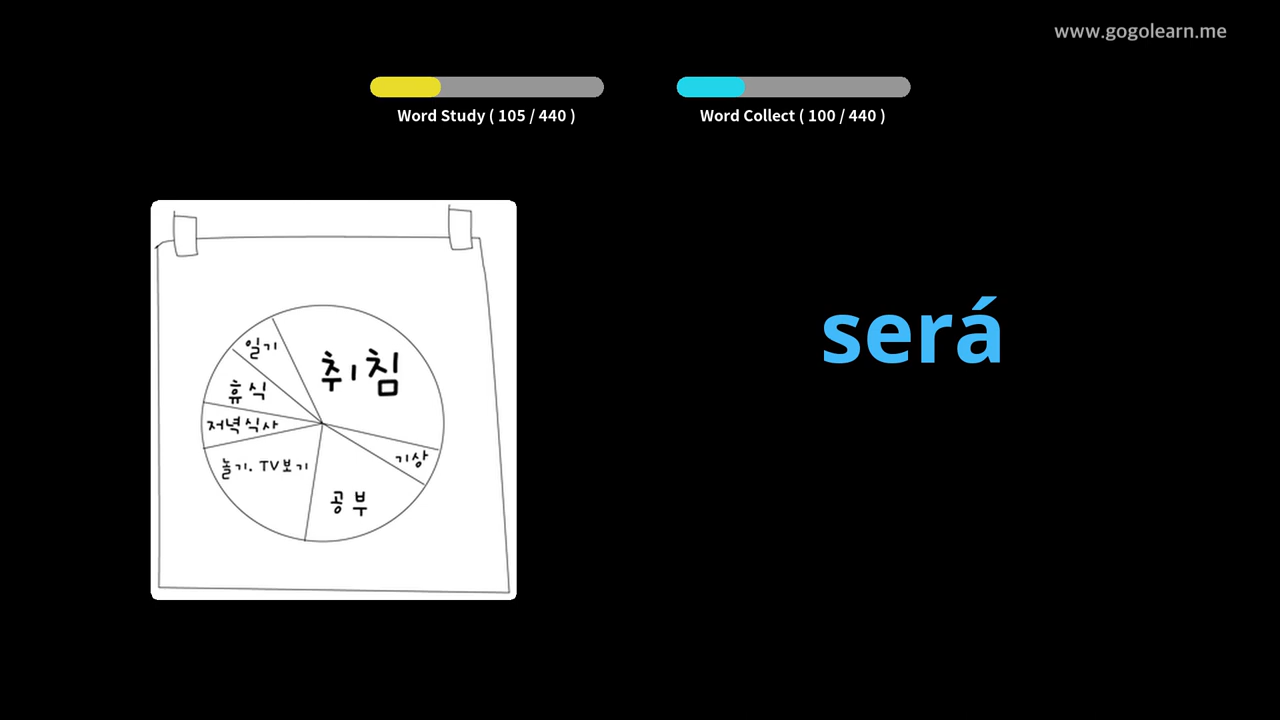 www.gogolearn.me
Word Study ( 105 / 440 )
Word Collect ( 100 / 440 )
será
일기
취침
휴식
저녁식사
놀기. TV보기
기상
공부